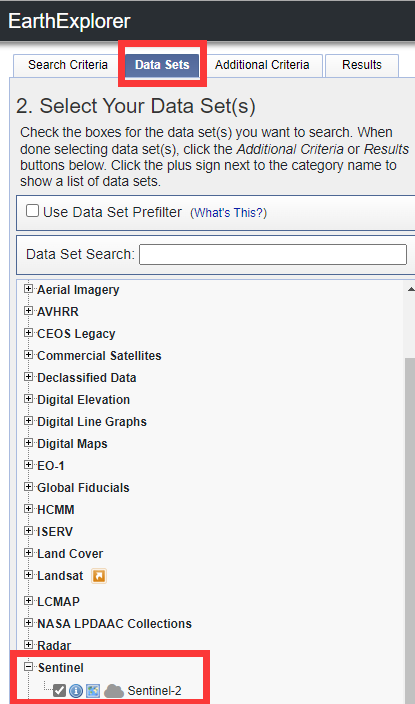 EarthExplorer
Search Criteria Data Sets Additional Criteria Results
2. Select Your Data Set(s)
Check the boxes for the data set(s) you want to search. When
done selecting data set(s), click the Additional Criteria or Results
buttons below. Click the plus sign next to the category name to
show a list of data sets.
Use Data Set Prefilter (What's This?)
Data Set Search:
Aerial Imagery
AVHRR
CEOS Legacy
Commercial Satellites
Declassified Data
Digital Elevation
Digital Line Graphs
Digital Maps
EO-1
Global Fiducials
HCMM
ISERV
Land Cover
Landsat
LCMAP
NASA LPDAAC Collections
Radar
Sentinel
Sentinel-2